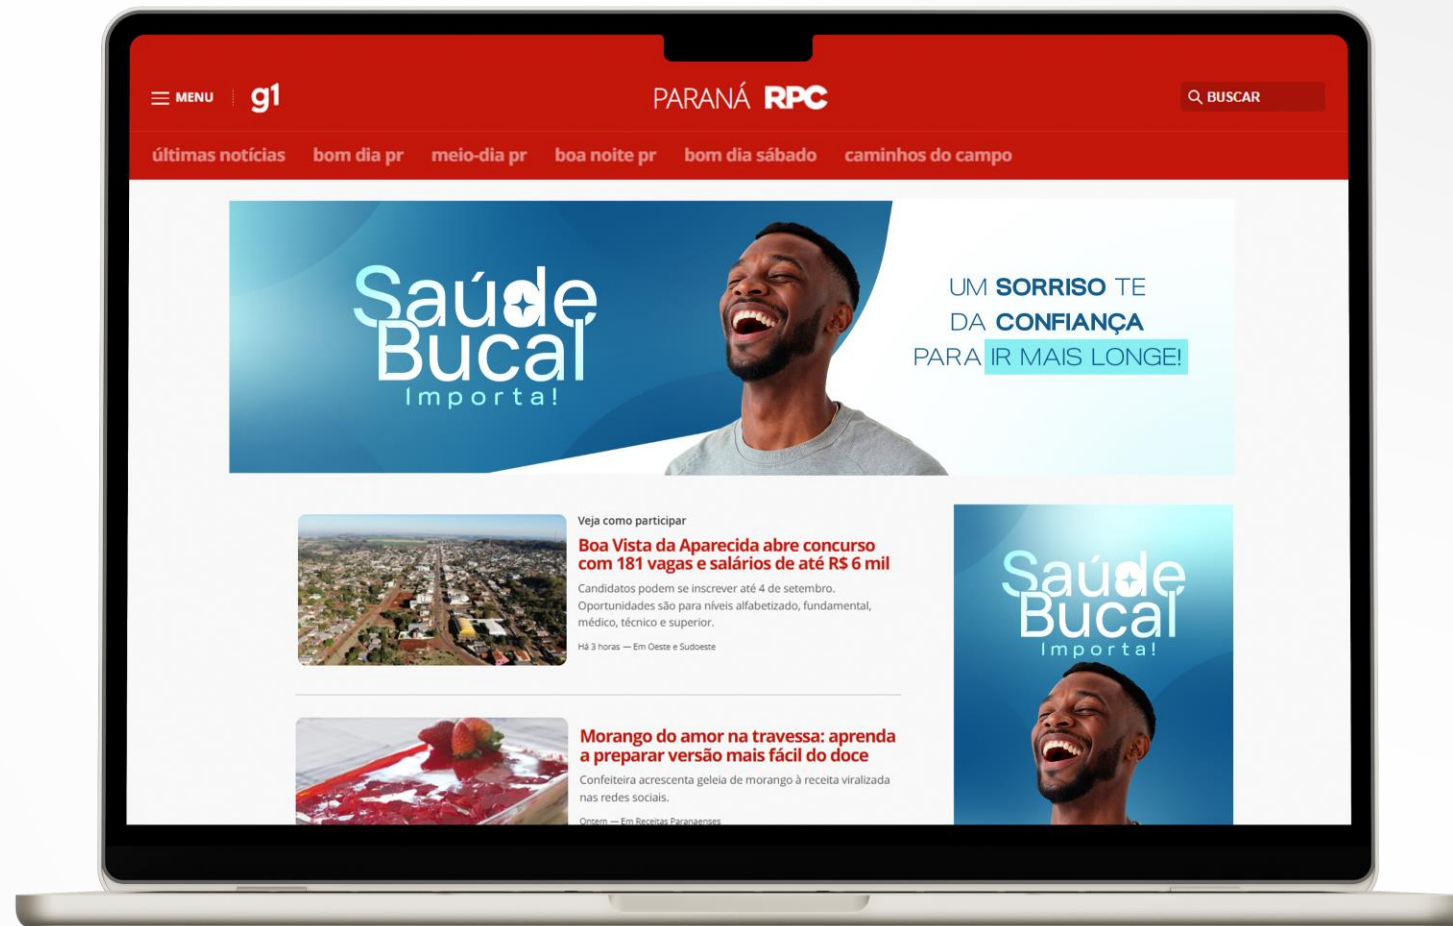 MENU
g1
PARANÁ RPC
BUSCAR
últimas notícias bom dia pr meio-dia pr boa noite pr bom dia sábado caminhos do campo
Saúde
Bucal
Importa!
UM SORRISO TE
DA CONFIANÇA
PARA IR MAIS LONGE!
Veja como participar
Boa Vista da Aparecida abre concurso
com 181 vagas e salários de até R$ 6 mil
Candidatos podem se inscrever até 4 de setembro.
Oportunidades são para níveis alfabetizado, fundamental,
médico, técnico e superior.
Há 3 horas — Em Oeste e Sudoeste
Morango do amor na travessa: aprenda
a preparar versão mais fácil do doce
Confeiteira acrescenta geleia de morango à receita viralizada
nas redes sociais.
Ontem — Em Receitas Paranaenses
Saúde
Bucal
Importa!